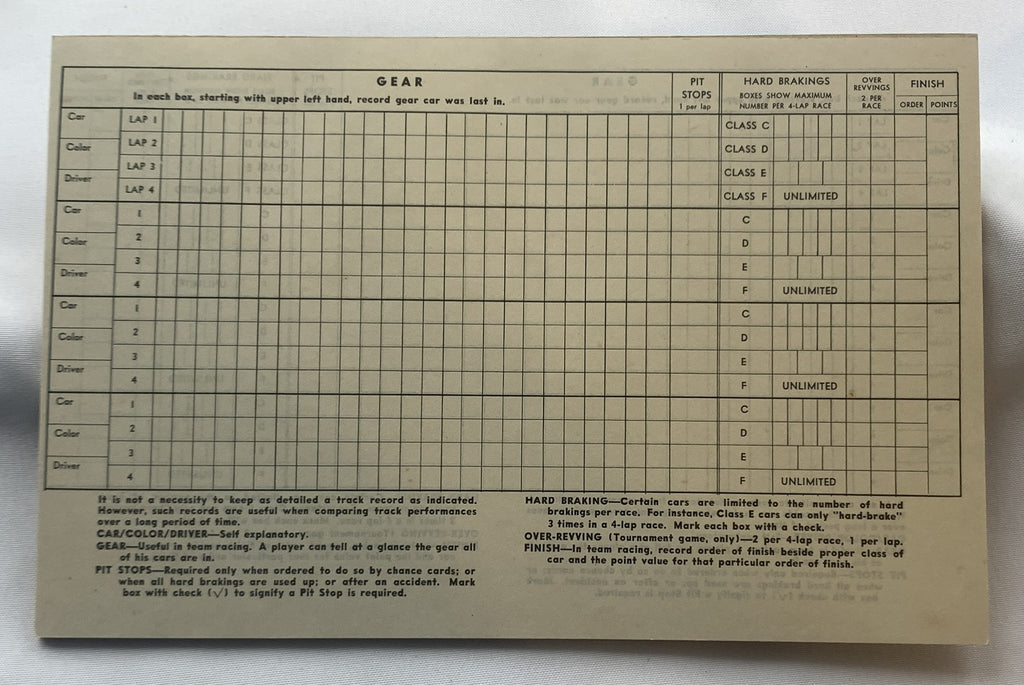 GEAR
In each box, starting with upper left hand, record gear car was last in.
PIT
STOPS
1 per lap
HARD BRAKINGS
BOXES SHOW MAXIMUM
NUMBER PER 4-LAP RACE
OVER
REVVINGS
2 PER
RACE
FINISH
ORDER POINTS
Car
LAP 1
CLASS C
Color
LAP 2
CLASS D
Driver
LAP 3
CLASS E
LAP 4
CLASS F UNLIMITED
Car
1
C
Color
2
D
Driver
3
E
4
F UNLIMITED
Car
1
C
Color
2
D
Driver
3
E
4
F UNLIMITED
Car
1
C
Color
2
D
Driver
3
E
4
F UNLIMITED
It is not a necessity to keep as detailed a track record as indicated.
However, such records are useful when comparing track performances
over a long period of time.
CAR/COLOR/DRIVER—Self explanatory.
GEAR—Useful in team racing. A player can tell at a glance the gear all
of his cars are in.
PIT STOPS—Required only when ordered to do so by chance cards; or
when all hard brakings are used up; or after an accident. Mark
box with check (√) to signify a Pit Stop is required.
HARD BRAKING—Certain cars are limited to the number of hard
brakings per race. For instance, Class E cars can only "hard-brake"
3 times in a 4-lap race. Mark each box with a check.
OVER-REVVING (Tournament game, only)—2 per 4-lap race, 1 per lap.
FINISH—In team racing, record order of finish beside proper class of
car and the point value for that particular order of finish.